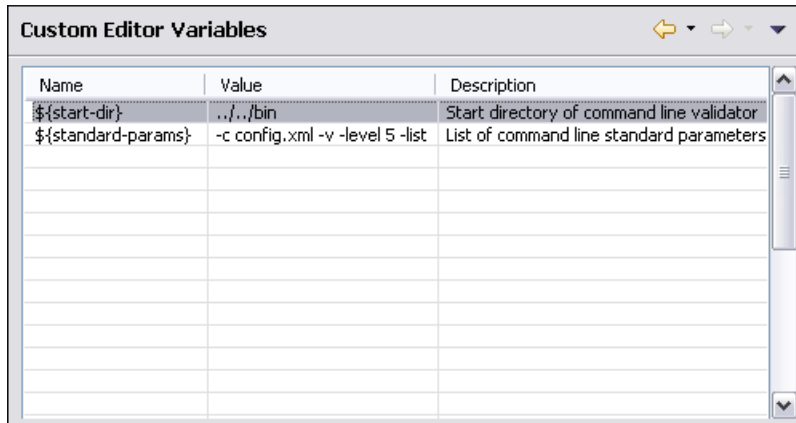 Custom Editor Variables
Name Value Description
${start-dir} ../../bin Start directory of command line validator
${standard-params} -c config.xml -v -level 5 -list List of command line standard parameters